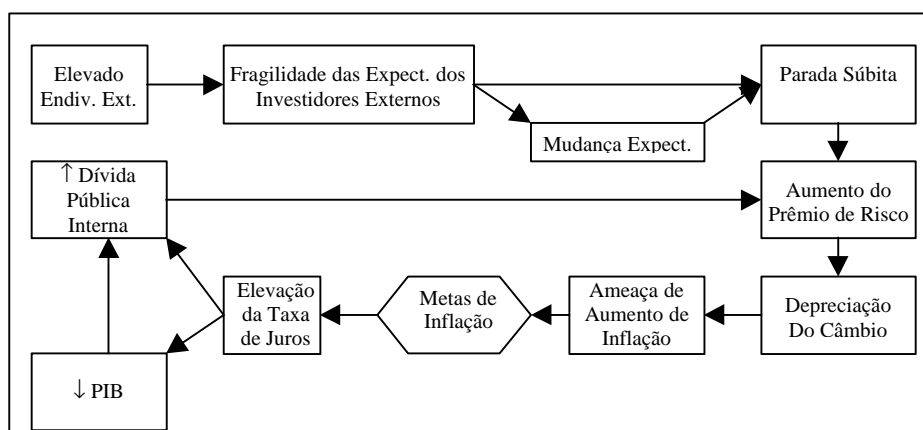 Elevado
Endiv. Ext.
Fragilidade das Expect. dos
Investidores Externos
Parada Súbita
Mudança Expect.
↑ Dívida
Pública
Interna
Aumento do
Prêmio de Risco
Elevação
da Taxa
de Juros
Metas de
Inflação
Ameaça de
Aumento de
Inflação
Depreciação
Do Câmbio
↓ PIB